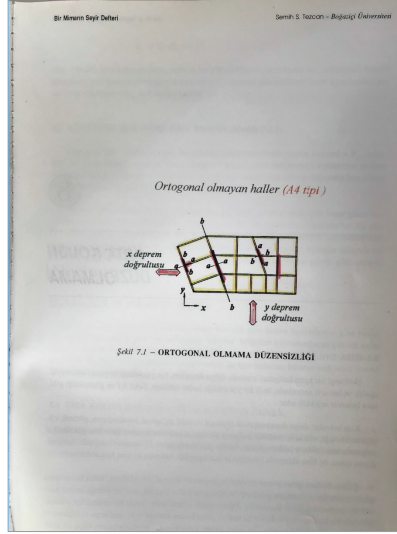 Bir Mimarın Seyir Defteri
Semih S. Tezcan - Boğaziçi Üniversitesi
Ortogonal olmayan haller (A4 tipi )
b
x deprem
doğrultusu
a
b
a
b
a
a
a
b
b
a
y
x
b
y deprem
doğrultusu
Şekil 7.1 – ORTOGONAL OLMAMA DÜZENSİZLİĞİ